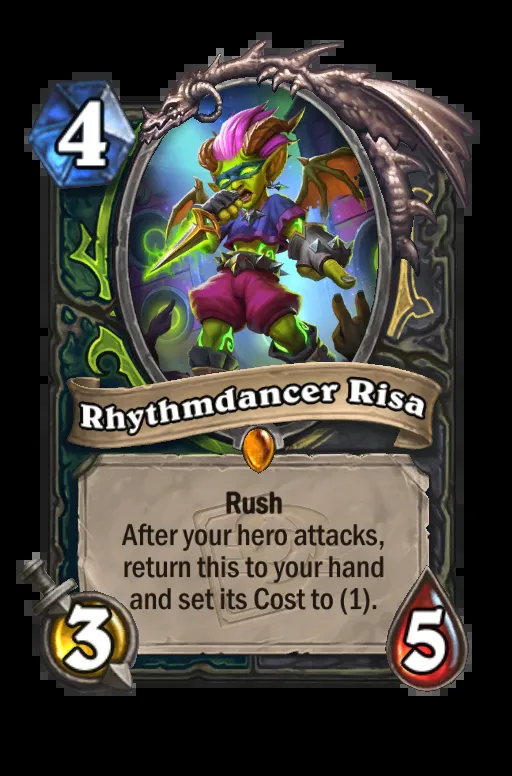 4
Rhythmdancer Risa
Rush
After your hero attacks,
return this to your hand
and set its Cost to (1).
3
5